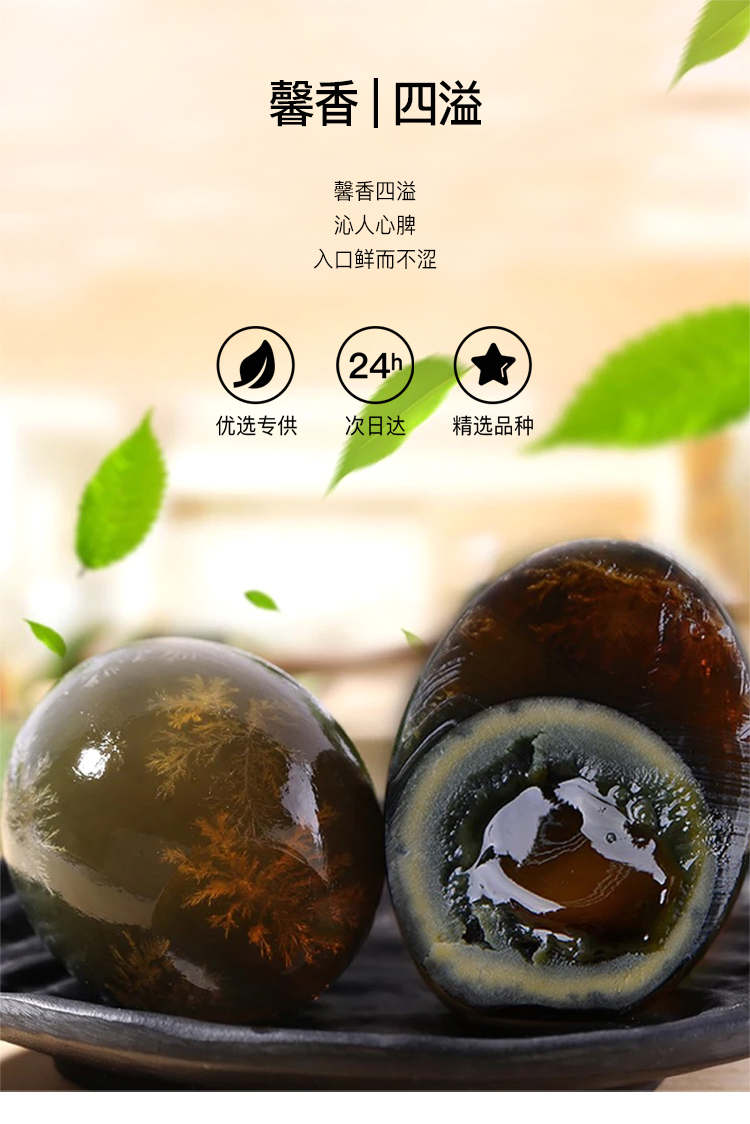 馨香|四溢
馨香四溢
沁人心脾
入口鲜而不涩
24h
优选专供 次日达 精选品种